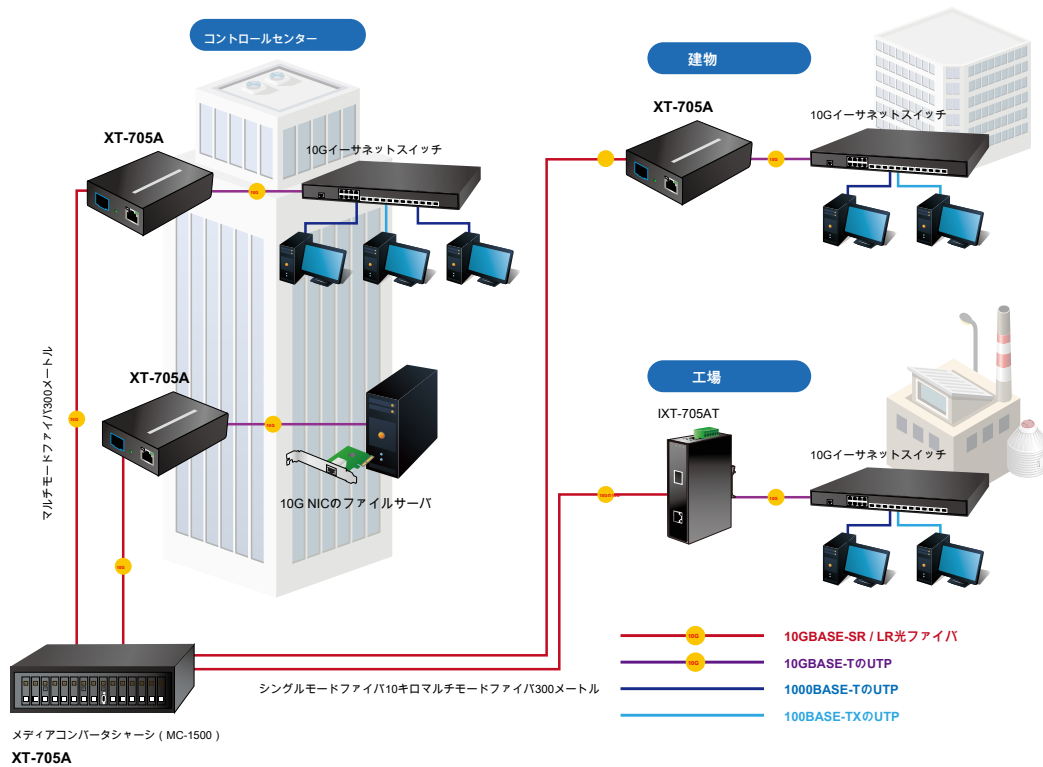 コントロールセンター
XT-705A
10Gイーサネットスイッチ
10G
マルチモードファイバ300メートル
10G
XT-705A
10G
10G NICのファイルサーバ
10G
メディアコンバータシャーシ ( MC-1500 )
XT-705A
シングルモードファイバ10キロマルチモードファイバ300メートル
建物
XT-705A
10Gイーサネットスイッチ
10G
工場
IXT-705AT
10Gイーサネットスイッチ
10G
10G
10GBASE-SR / LR光ファイバ
10G
10GBASE-TのUTP
1000BASE-TのUTP
100BASE-TXのUTP